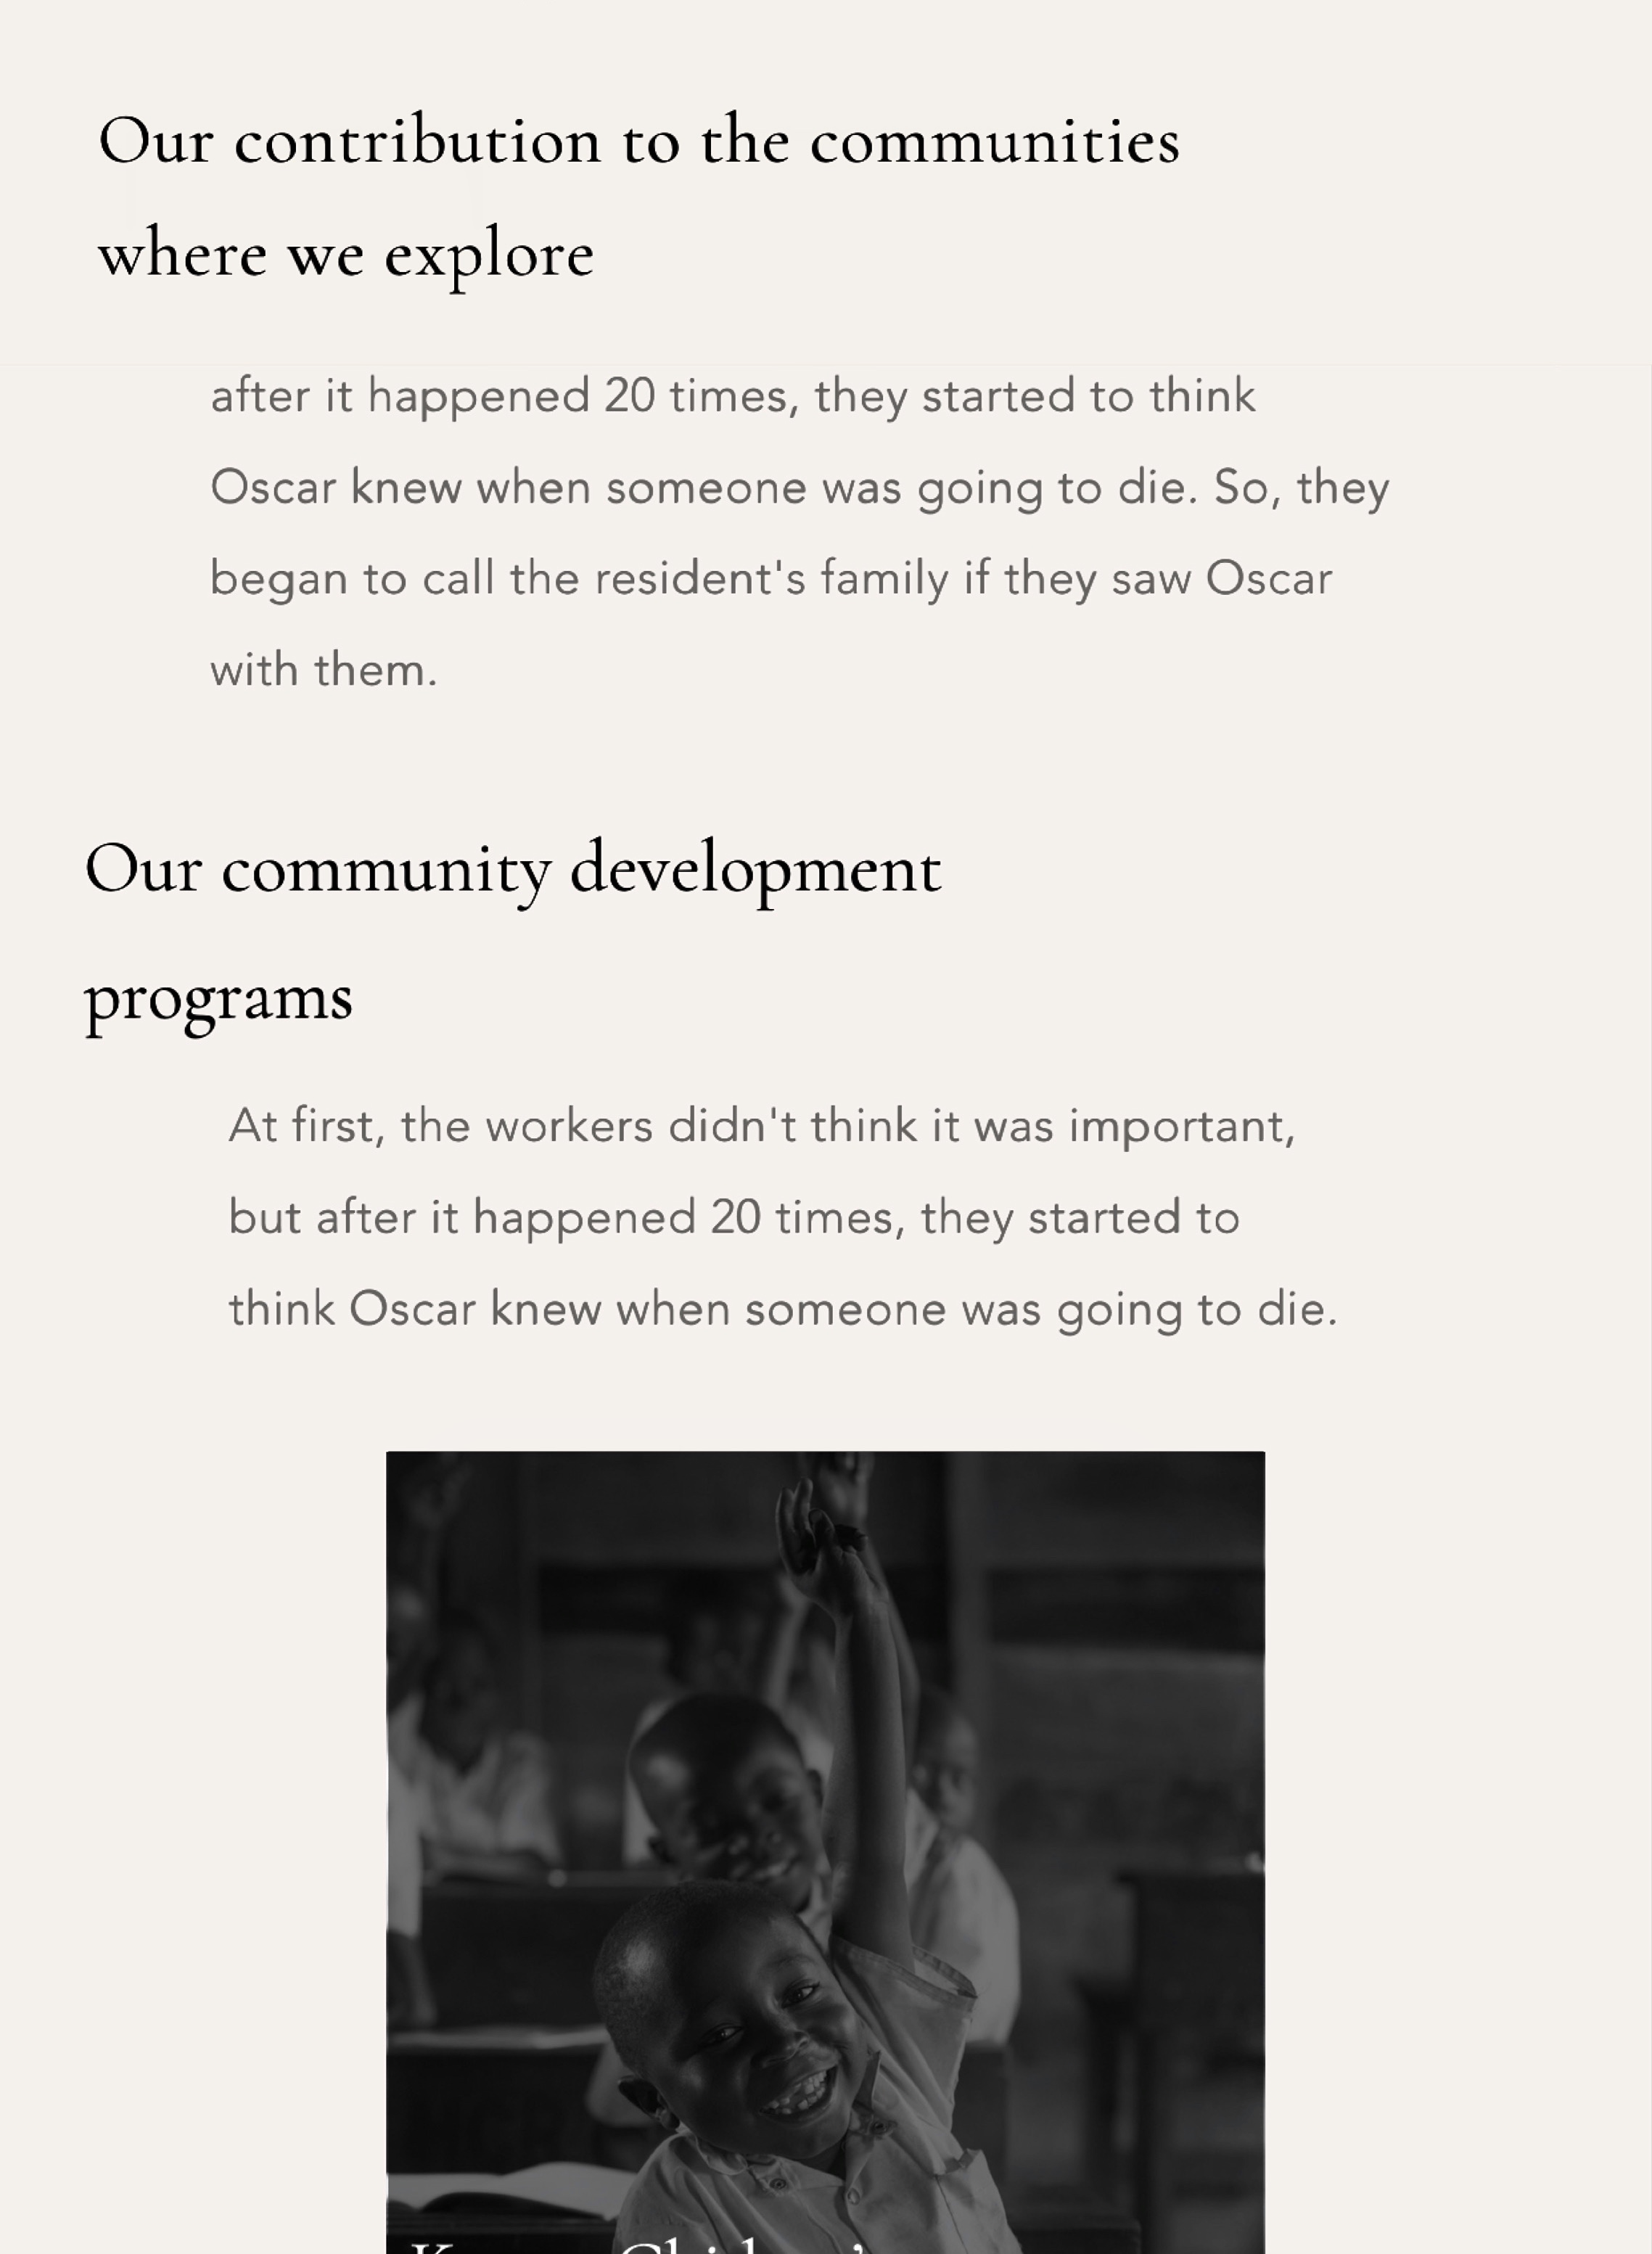 Our contribution to the communities
where we explore
after it happened 20 times, they started to think
Oscar knew when someone was going to die. So, they
began to call the resident's family if they saw Oscar
with them.
Our community development
programs
At first, the workers didn't think it was important,
but after it happened 20 times, they started to
think Oscar knew when someone was going to die.